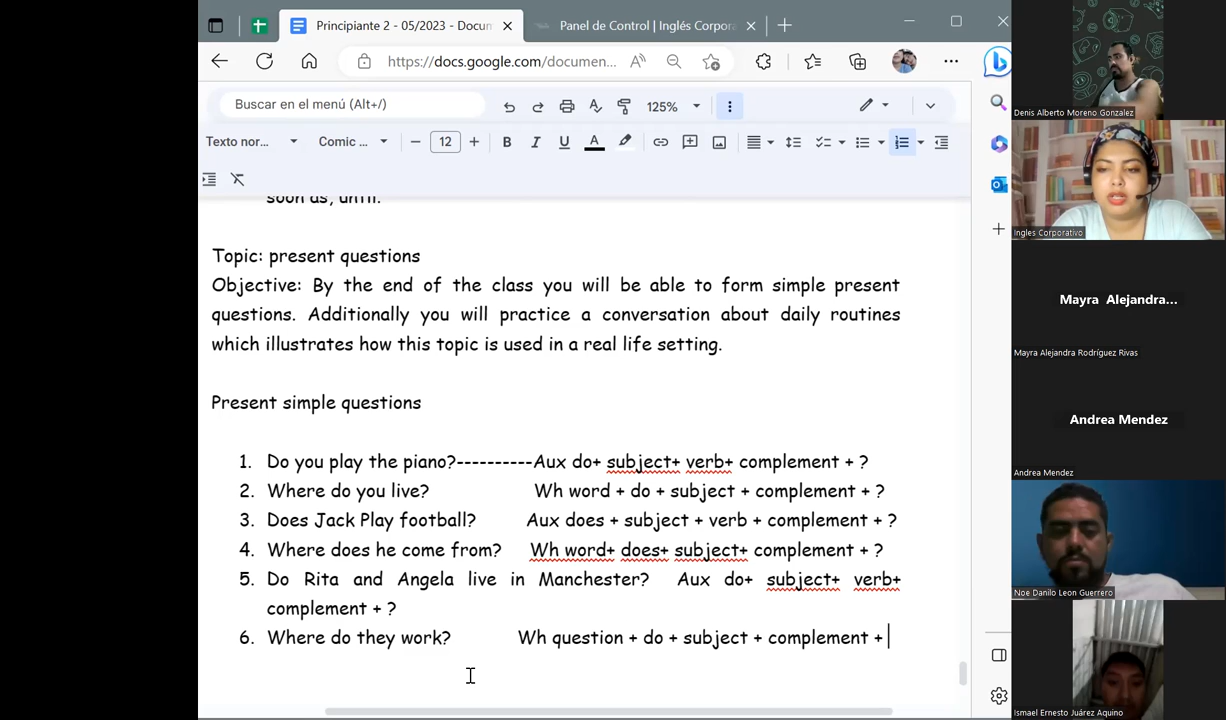 Principiante 2 - 05/2023 - Docum
Panel de Control | Inglés Corpora
https://docs.google.com/documen...
Buscar en el menú (Alt+/)
125%
Texto nor...
Comic ...
12
B
I
U
A
soon as, until.
Topic: present questions
Objective: By the end of the class you will be able to form simple present
questions. Additionally you will practice a conversation about daily routines
which illustrates how this topic is used in a real life setting.
Present simple questions
1. Do you play the piano?----------Aux do+ subject+ verb+ complement + ?
2. Where do you live? Wh word + do + subject + complement + ?
3. Does Jack Play football? Aux does + subject + verb + complement + ?
4. Where does he come from? Wh word+ does+ subject+ complement + ?
5. Do Rita and Angela live in Manchester? Aux do+ subject+ verb+
complement + ?
6. Where do they work? Wh question + do + subject + complement +
Denis Alberto Moreno Gonzalez
Ingles Corporativo
Mayra Alejandra...
Mayra Alejandra Rodríguez Rivas
Andrea Mendez
Andrea Mendez
Noe Danilo Leon Guerrero
Ismael Ernesto Juárez Aquino